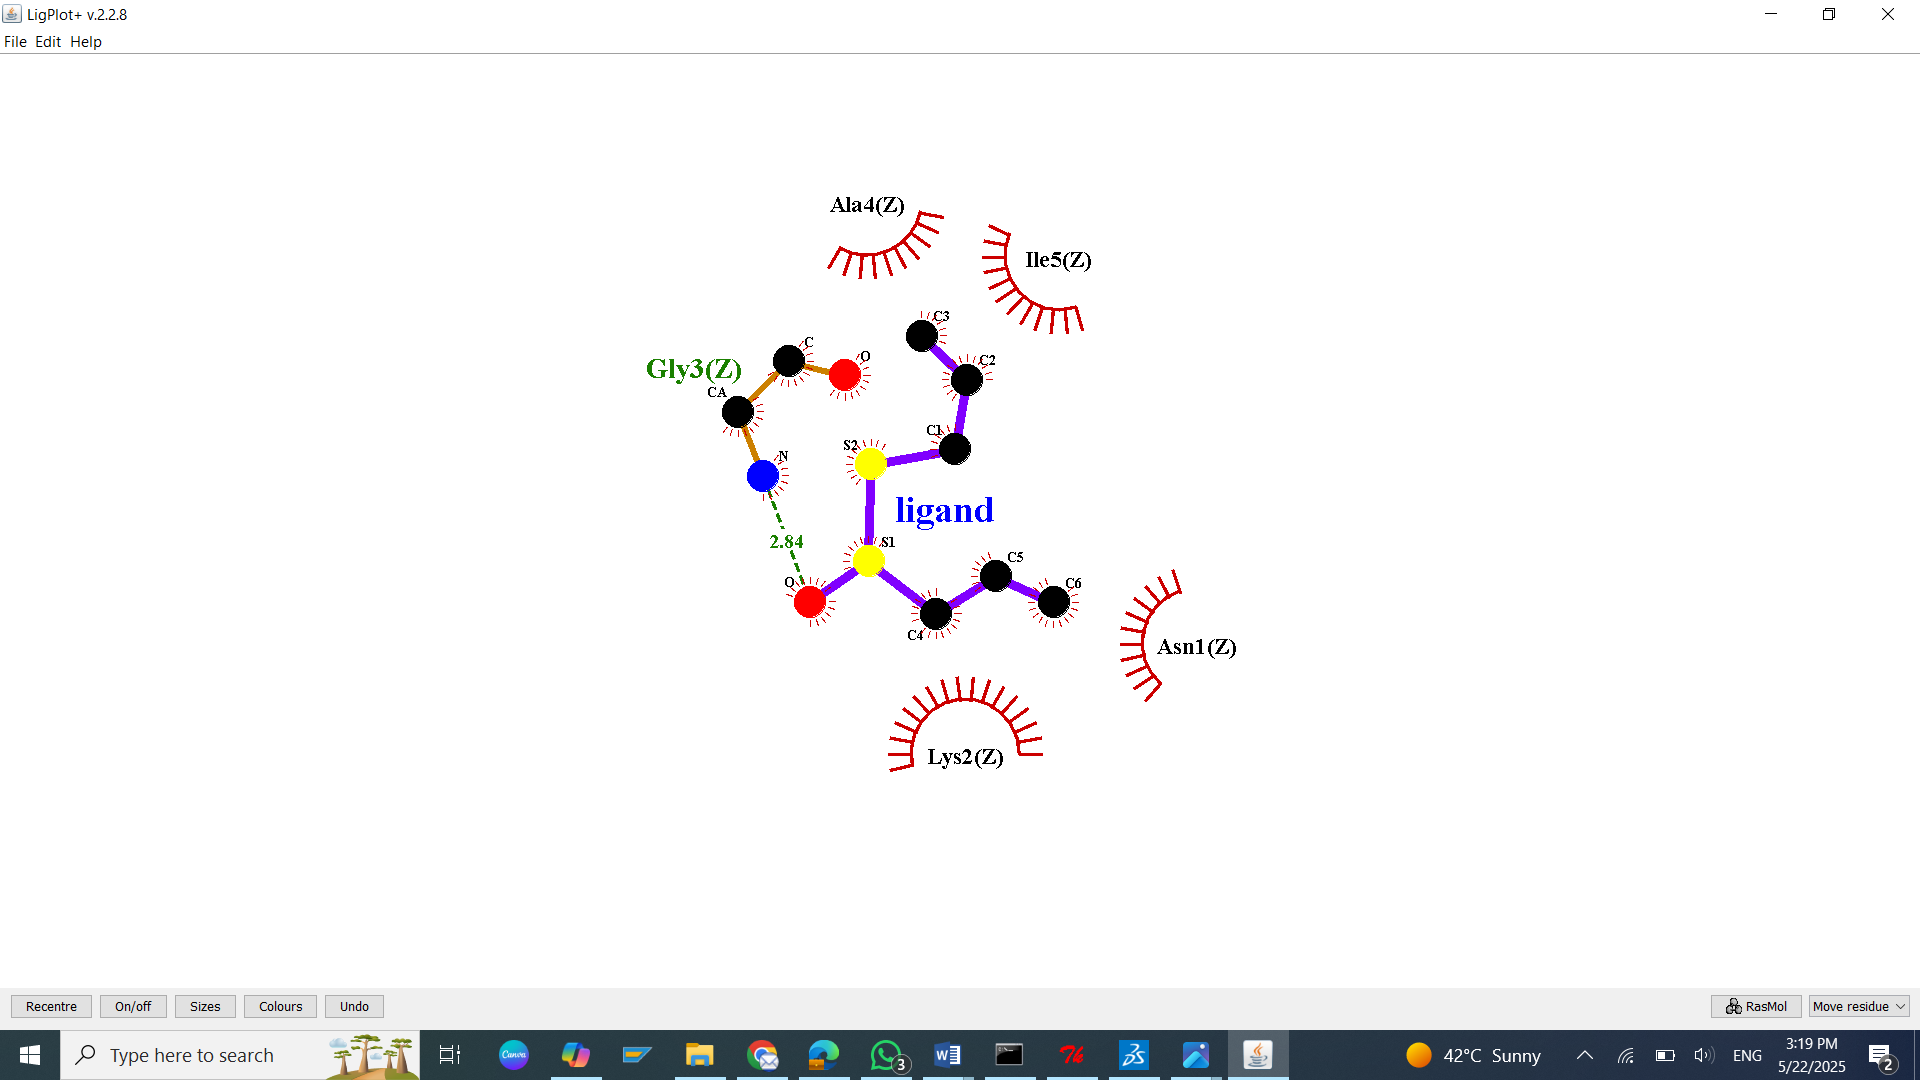 LigPlot+ v.2.2.8
File Edit Help
Ala4(Z)
Ile5(Z)
C3
C
O
C2
Gly3(Z)
CA
C1
S2
N
ligand
2.84
S1
C5
O
C6
C4
Asn1(Z)
Lys2(Z)
Recentre On/off Sizes Colours Undo RasMol Move residue
Type here to search
Canva
3
42°C Sunny
ENG
3:19 PM
5/22/2025
2